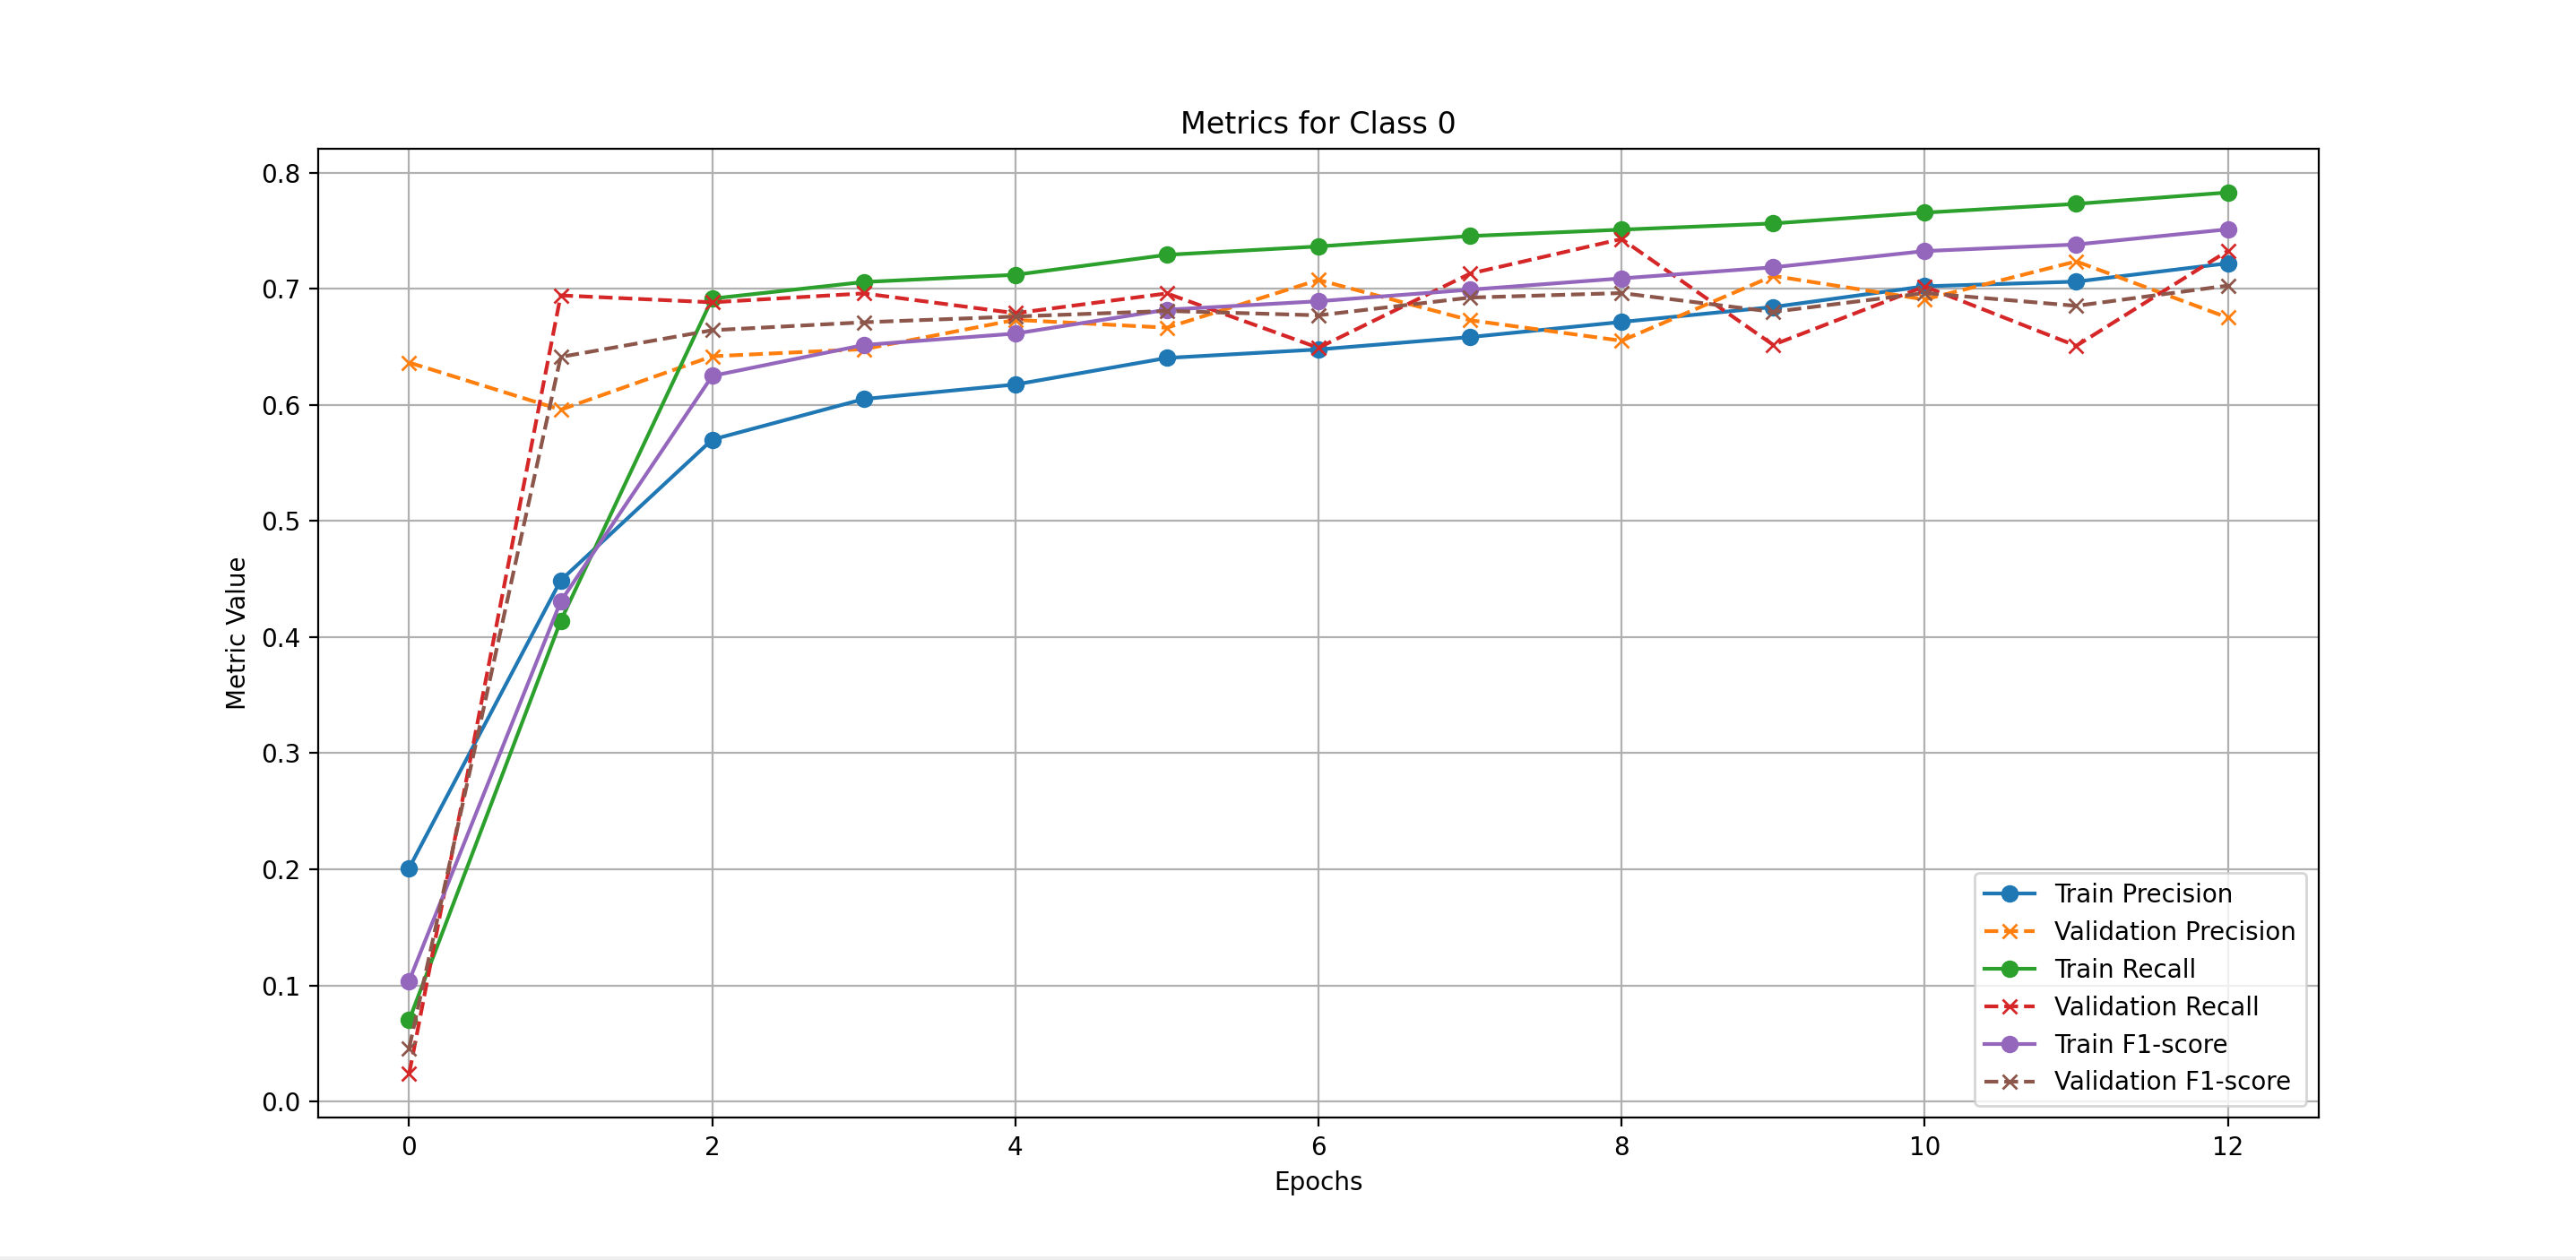 Metrics for Class 0
0.8
0.7
0.6
0.5
0.4
0.3
0.2
0.1
0.0
Metric Value
0 2 4 6 8 10 12
Epochs
Train Precision
Validation Precision
Train Recall
Validation Recall
Train F1-score
Validation F1-score